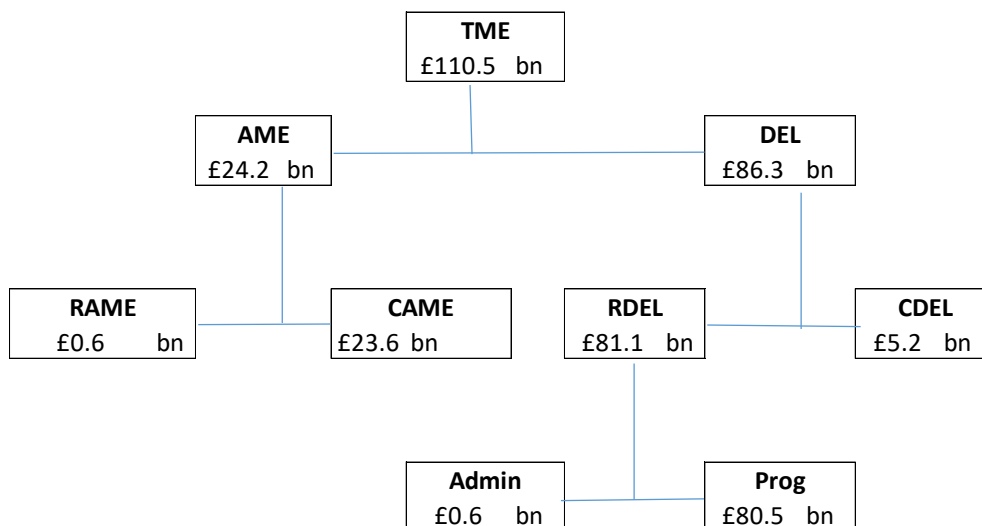 TME
£110.5 bn
AME
£24.2 bn
DEL
£86.3 bn
RAME
£0.6 bn
CAME
£23.6 bn
RDEL
£81.1 bn
CDEL
£5.2 bn
Admin
£0.6 bn
Prog
£80.5 bn